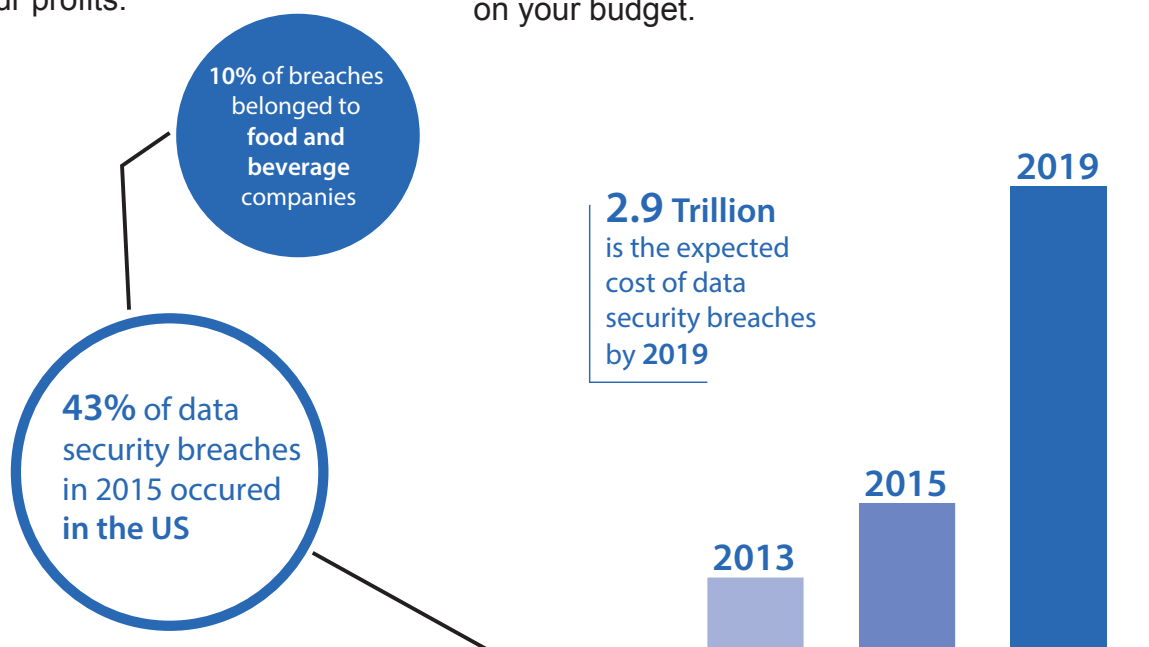 ur profits.
on your budget.
10% of breaches
belonged to
food and
beverage
companies
43% of data
security breaches
in 2015 occured
in the US
2.9 Trillion
is the expected
cost of data
security breaches
by 2019
2013
2015
2019